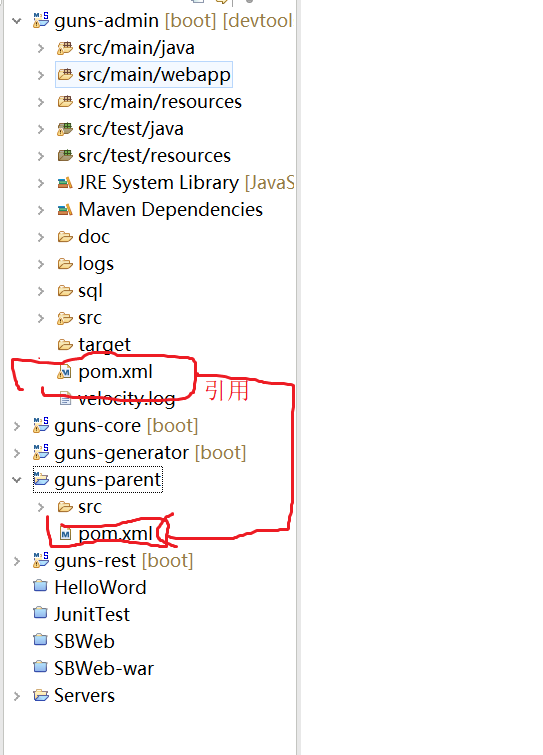 guns-admin [boot] [devtool
src/main/java
src/main/webapp
src/main/resources
src/test/java
src/test/resources
JRE System Library [JavaS
Maven Dependencies
doc
logs
sql
src
target
pom.xml
引用
velocity.log
guns-core [boot]
guns-generator [boot]
guns-parent
src
pom.xml
guns-rest [boot]
HelloWord
JunitTest
SBWeb
SBWeb-war
Servers